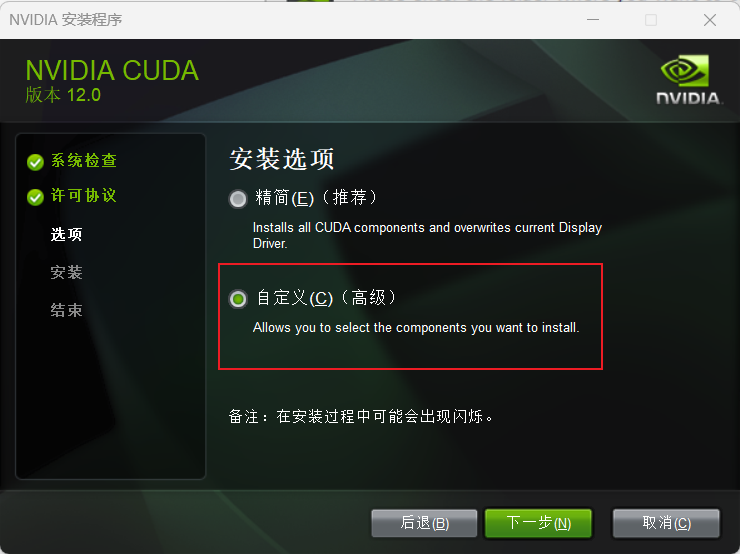 NVIDIA 安装程序
NVIDIA CUDA
版本 12.0
NVIDIA.
系统检查
许可协议
选项
安装
结束
安装选项
精简(E)（推荐）
Installs all CUDA components and overwrites current Display
Driver.
自定义(C)（高级）
Allows you to select the components you want to install.
备注：在安装过程中可能会出现闪烁。
后退(B)
下一步(N)
取消(C)